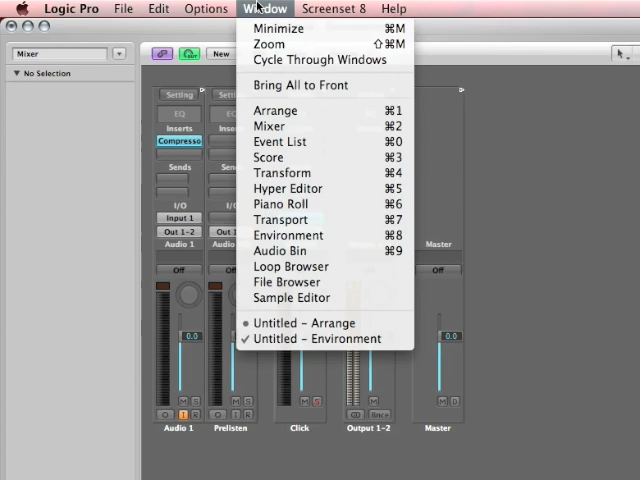 Logic Pro File Edit Options Window Screenset 8 Help
Minimize ⌘M
Zoom ⇧⌘M
Cycle Through Windows
Bring All to Front
Arrange ⌘1
Mixer ⌘2
Event List ⌘0
Score ⌘3
Transform ⌘4
Hyper Editor ⌘5
Piano Roll ⌘6
Transport ⌘7
Environment ⌘8
Audio Bin ⌘9
Loop Browser
File Browser
Sample Editor
Untitled – Arrange
Untitled – Environment
Mixer
New
No Selection
Setting
EQ
Inserts
Compresso
Sends
I/O
Input 1
Out 1-2 Out 1
Audio 1 Master
Off Off
0.0 0.0
M S M S M S M M D
I R I R Bnce
Audio 1 Prelisten Click Output 1-2 Master